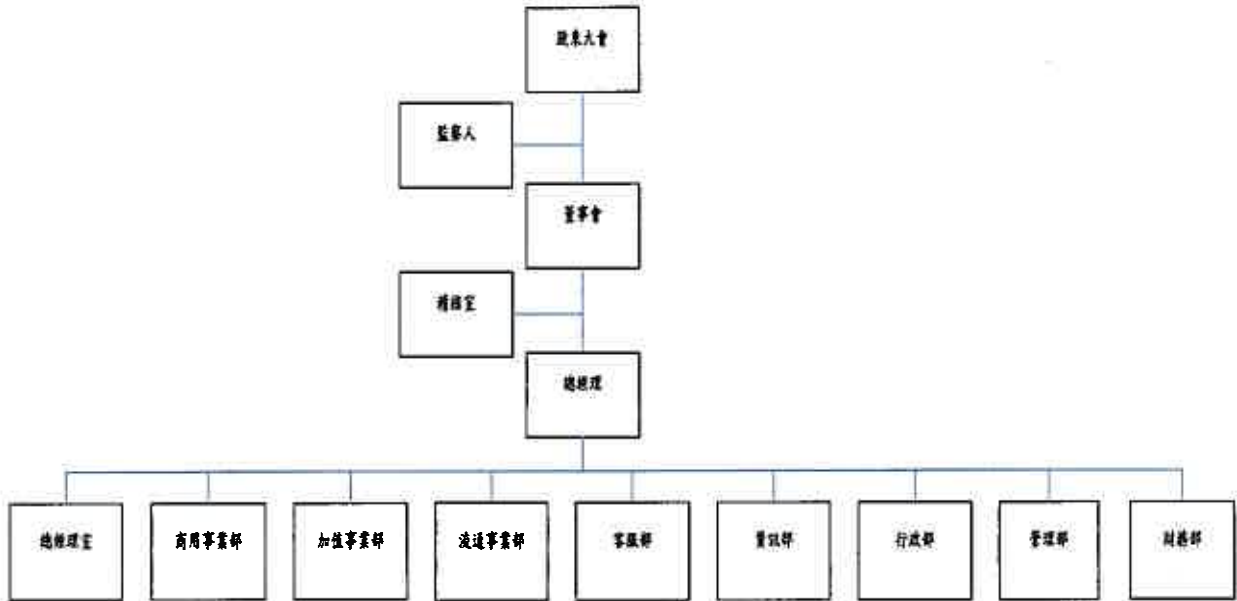 股東大會
監察人
董事會
稽核室
總經理
總經理室
商用事業部
加值事業部
流通事業部
客服部
資訊部
行政部
管理部
財務部